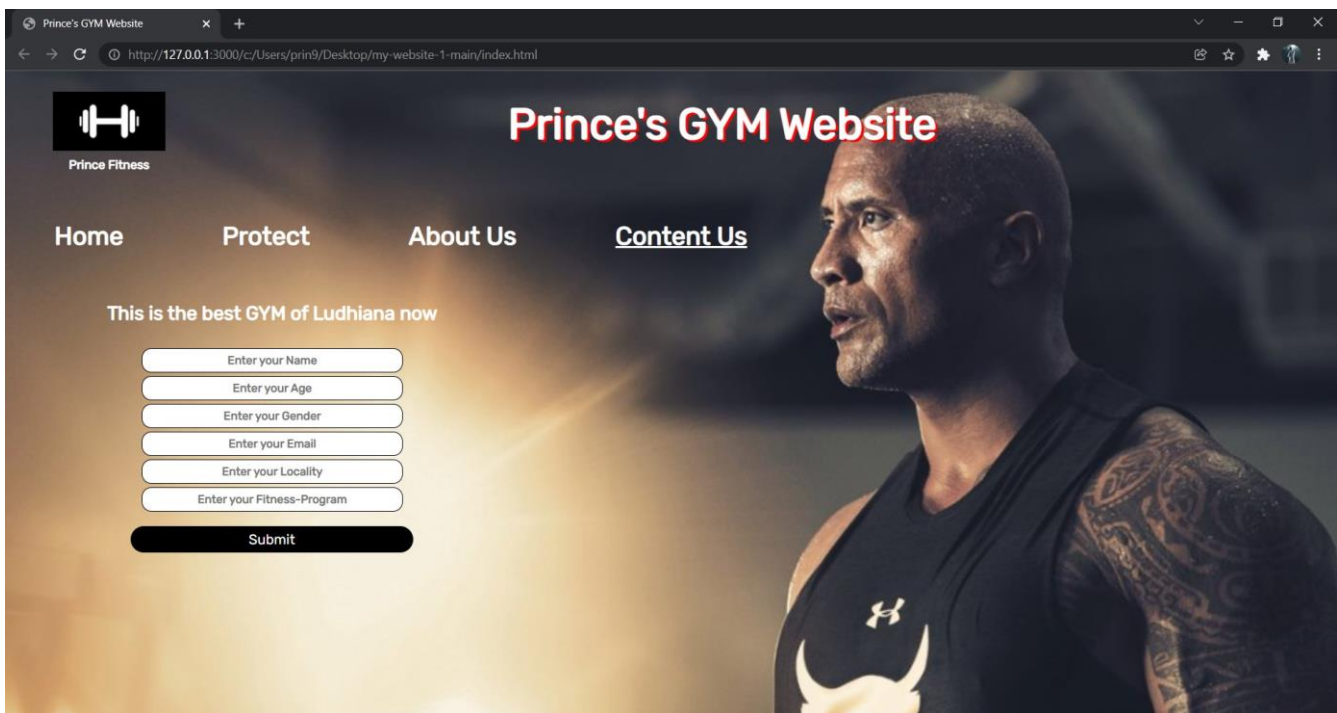 Prince's GYM Website
http://127.0.0.1:3000/c:/Users/prin9/Desktop/my-website-1-main/index.html
Prince's GYM Website
Prince Fitness
Home Protect About Us Content Us
This is the best GYM of Ludhiana now
Enter your Name
Enter your Age
Enter your Gender
Enter your Email
Enter your Locality
Enter your Fitness-Program
Submit